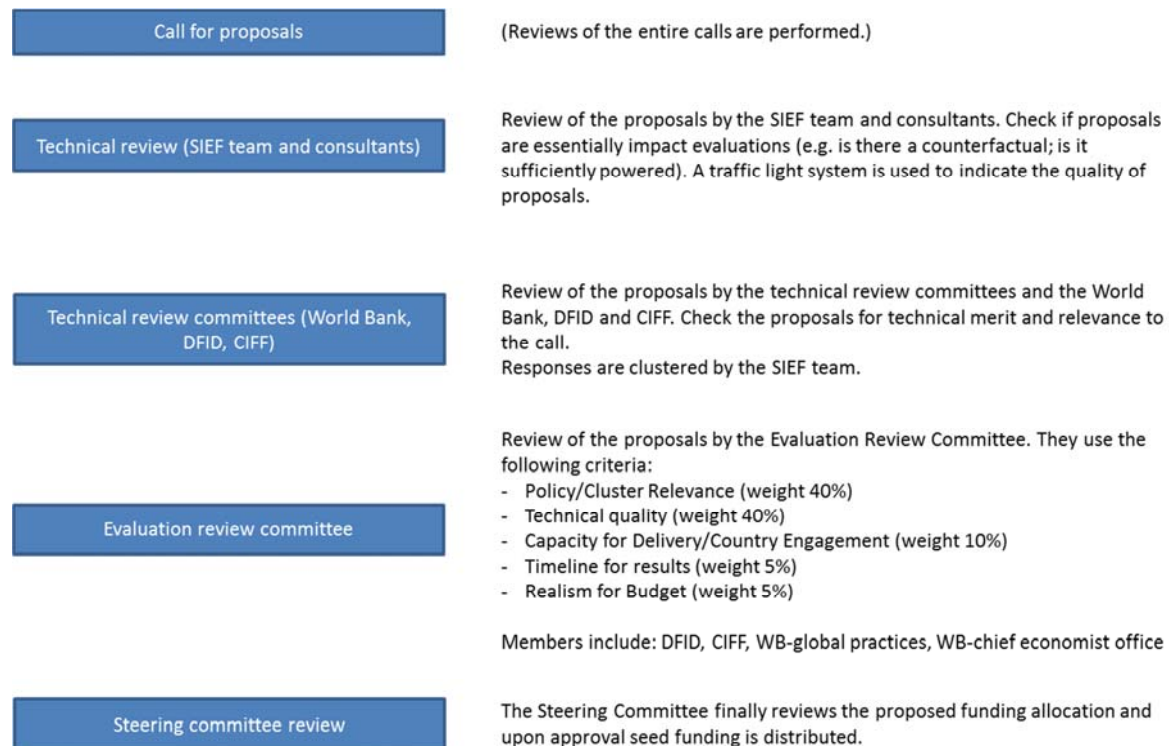 Call for proposals
(Reviews of the entire calls are performed.)
Technical review (SIEF team and consultants)
Review of the proposals by the SIEF team and consultants. Check if proposals
are essentially impact evaluations (e.g. is there a counterfactual; is it
sufficiently powered). A traffic light system is used to indicate the quality of
proposals.
Technical review committees (World Bank,
DFID, CIFF)
Review of the proposals by the technical review committees and the World
Bank, DFID and CIFF. Check the proposals for technical merit and relevance to
the call.
Responses are clustered by the SIEF team.
Evaluation review committee
Review of the proposals by the Evaluation Review Committee. They use the
following criteria:
- Policy/Cluster Relevance (weight 40%)
- Technical quality (weight 40%)
- Capacity for Delivery/Country Engagement (weight 10%)
- Timeline for results (weight 5%)
- Realism for Budget (weight 5%)
Members include: DFID, CIFF, WB-global practices, WB-chief economist office
Steering committee review
The Steering Committee finally reviews the proposed funding allocation and
upon approval seed funding is distributed.